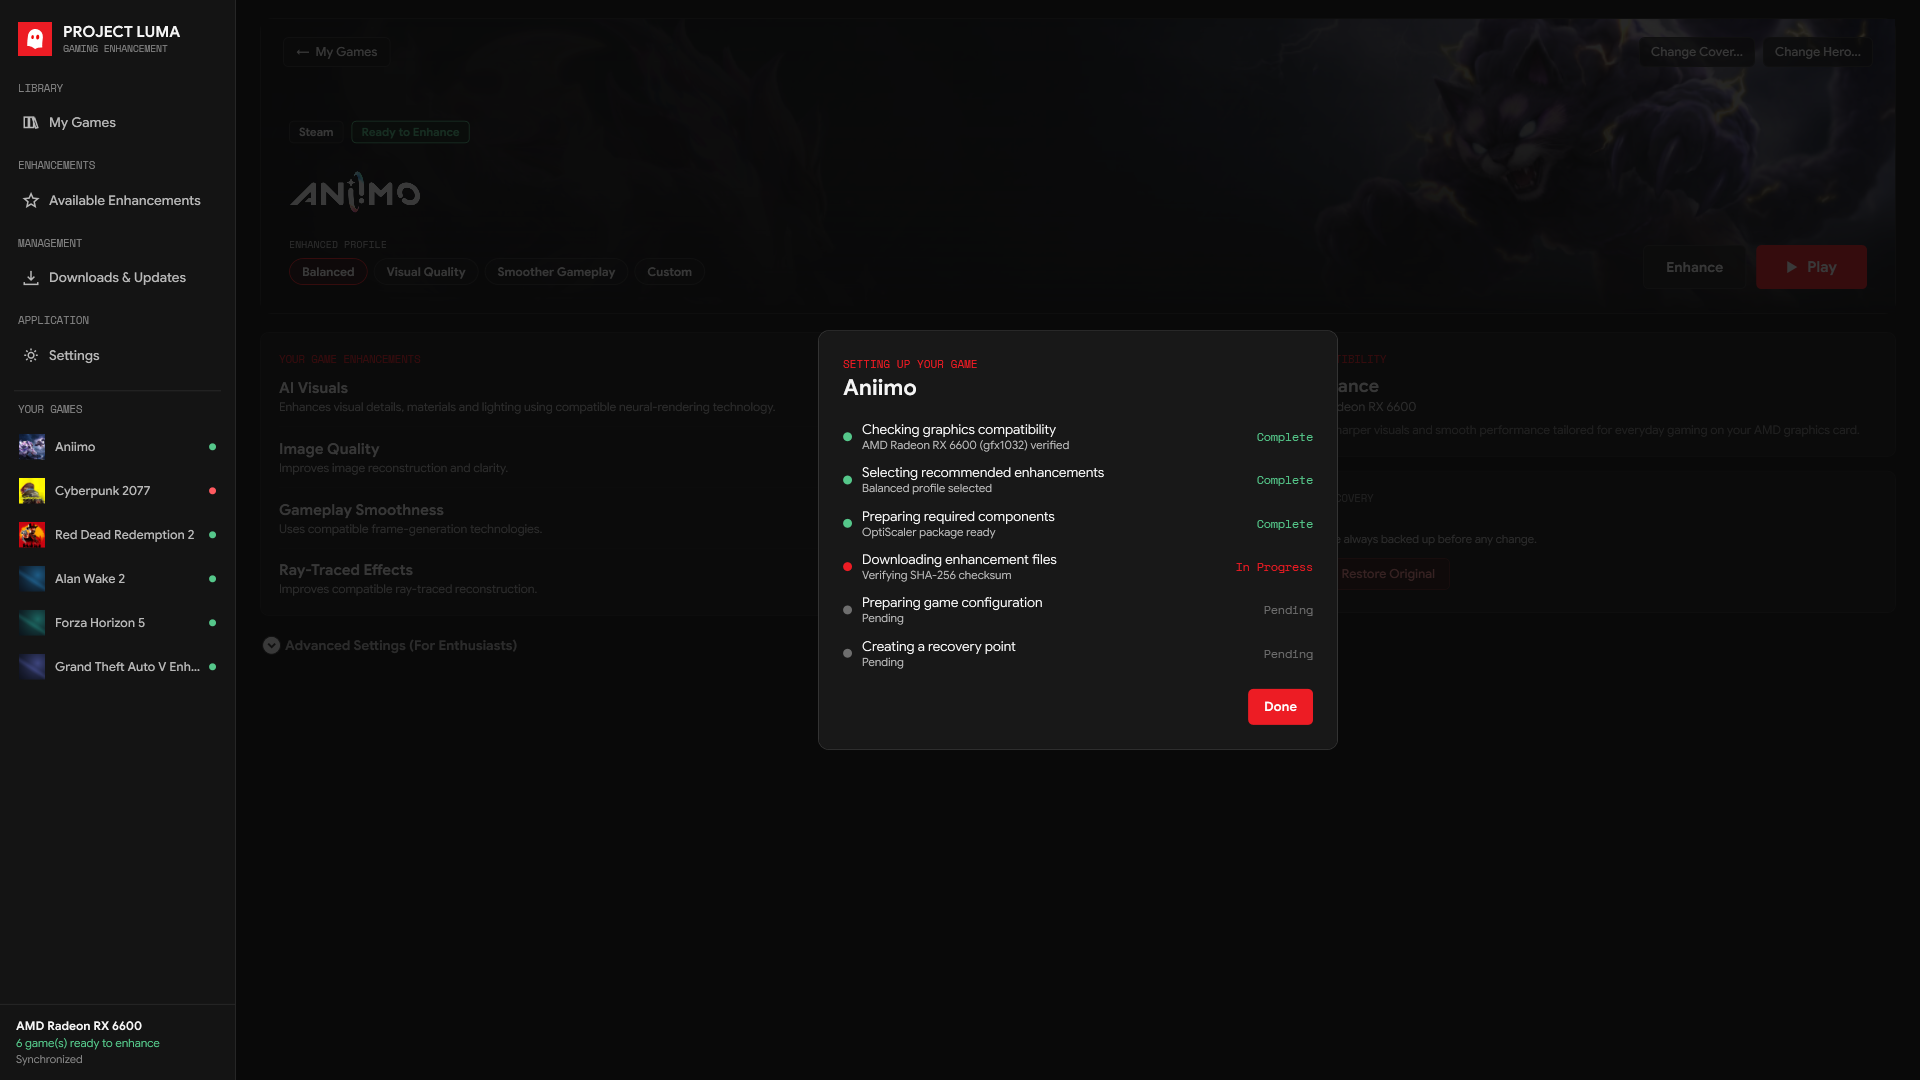 PROJECT LUMA
GAMING ENHANCEMENT
LIBRARY
My Games
ENHANCEMENTS
Available Enhancements
MANAGEMENT
Downloads & Updates
APPLICATION
Settings
YOUR GAMES
Aniimo
Cyberpunk 2077
Red Dead Redemption 2
Alan Wake 2
Forza Horizon 5
Grand Theft Auto V Enh...
AMD Radeon RX 6600
6 game(s) ready to enhance
Synchronized
← My Games
Change Cover...
Change Hero...
Steam
Ready to Enhance
ANIIMO
ENHANCED PROFILE
Balanced
Visual Quality
Smoother Gameplay
Custom
Enhance
Play
YOUR GAME ENHANCEMENTS
AI Visuals
Enhances visual details, materials and lighting using compatible neural-rendering technology.
Image Quality
Improves image reconstruction and clarity.
Gameplay Smoothness
Uses compatible frame-generation technologies.
Ray-Traced Effects
Improves compatible ray-traced reconstruction.
Advanced Settings (For Enthusiasts)
SETTING UP YOUR GAME
Aniimo
Checking graphics compatibility
AMD Radeon RX 6600 (gfx1032) verified
Complete
Selecting recommended enhancements
Balanced profile selected
Complete
Preparing required components
OptiScaler package ready
Complete
Downloading enhancement files
Verifying SHA-256 checksum
In Progress
Preparing game configuration
Pending
Pending
Creating a recovery point
Pending
Pending
Done
TIBILITY
ance
deon RX 6600
harper visuals and smooth performance tailored for everyday gaming on your AMD graphics card.
COVERY
e always backed up before any change.
Restore Original